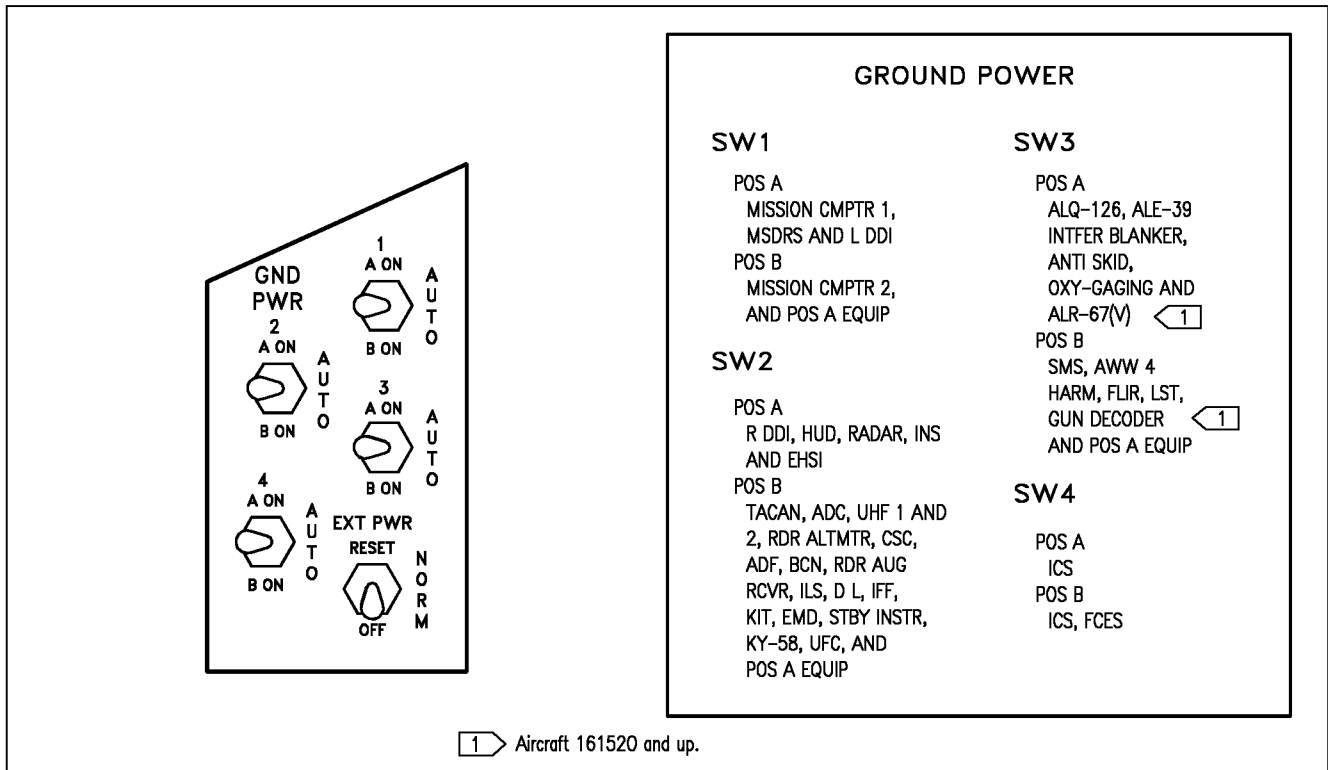 GND
PWR
1
A ON
B ON
AUTO
2
A ON
B ON
AUTO
3
A ON
B ON
AUTO
4
A ON
B ON
AUTO
EXT PWR
RESET
OFF
NORM
GROUND POWER
SW1
POS A
MISSION CMPTR 1,
MSDRS AND L DDI
POS B
MISSION CMPTR 2,
AND POS A EQUIP
SW2
POS A
R DDI, HUD, RADAR, INS
AND EHSI
POS B
TACAN, ADC, UHF 1 AND
2, RDR ALTMTR, CSC,
ADF, BCN, RDR AUG
RCVR, ILS, D L, IFF,
KIT, EMD, STBY INSTR,
KY-58, UFC, AND
POS A EQUIP
SW3
POS A
ALQ-126, ALE-39
INTFER BLANKER,
ANTI SKID,
OXY-GAGING AND
ALR-67(V) 1
POS B
SMS, AWW 4
HARM, FLIR, LST,
GUN DECODER 1
AND POS A EQUIP
SW4
POS A
ICS
POS B
ICS, FCES
1 Aircraft 161520 and up.